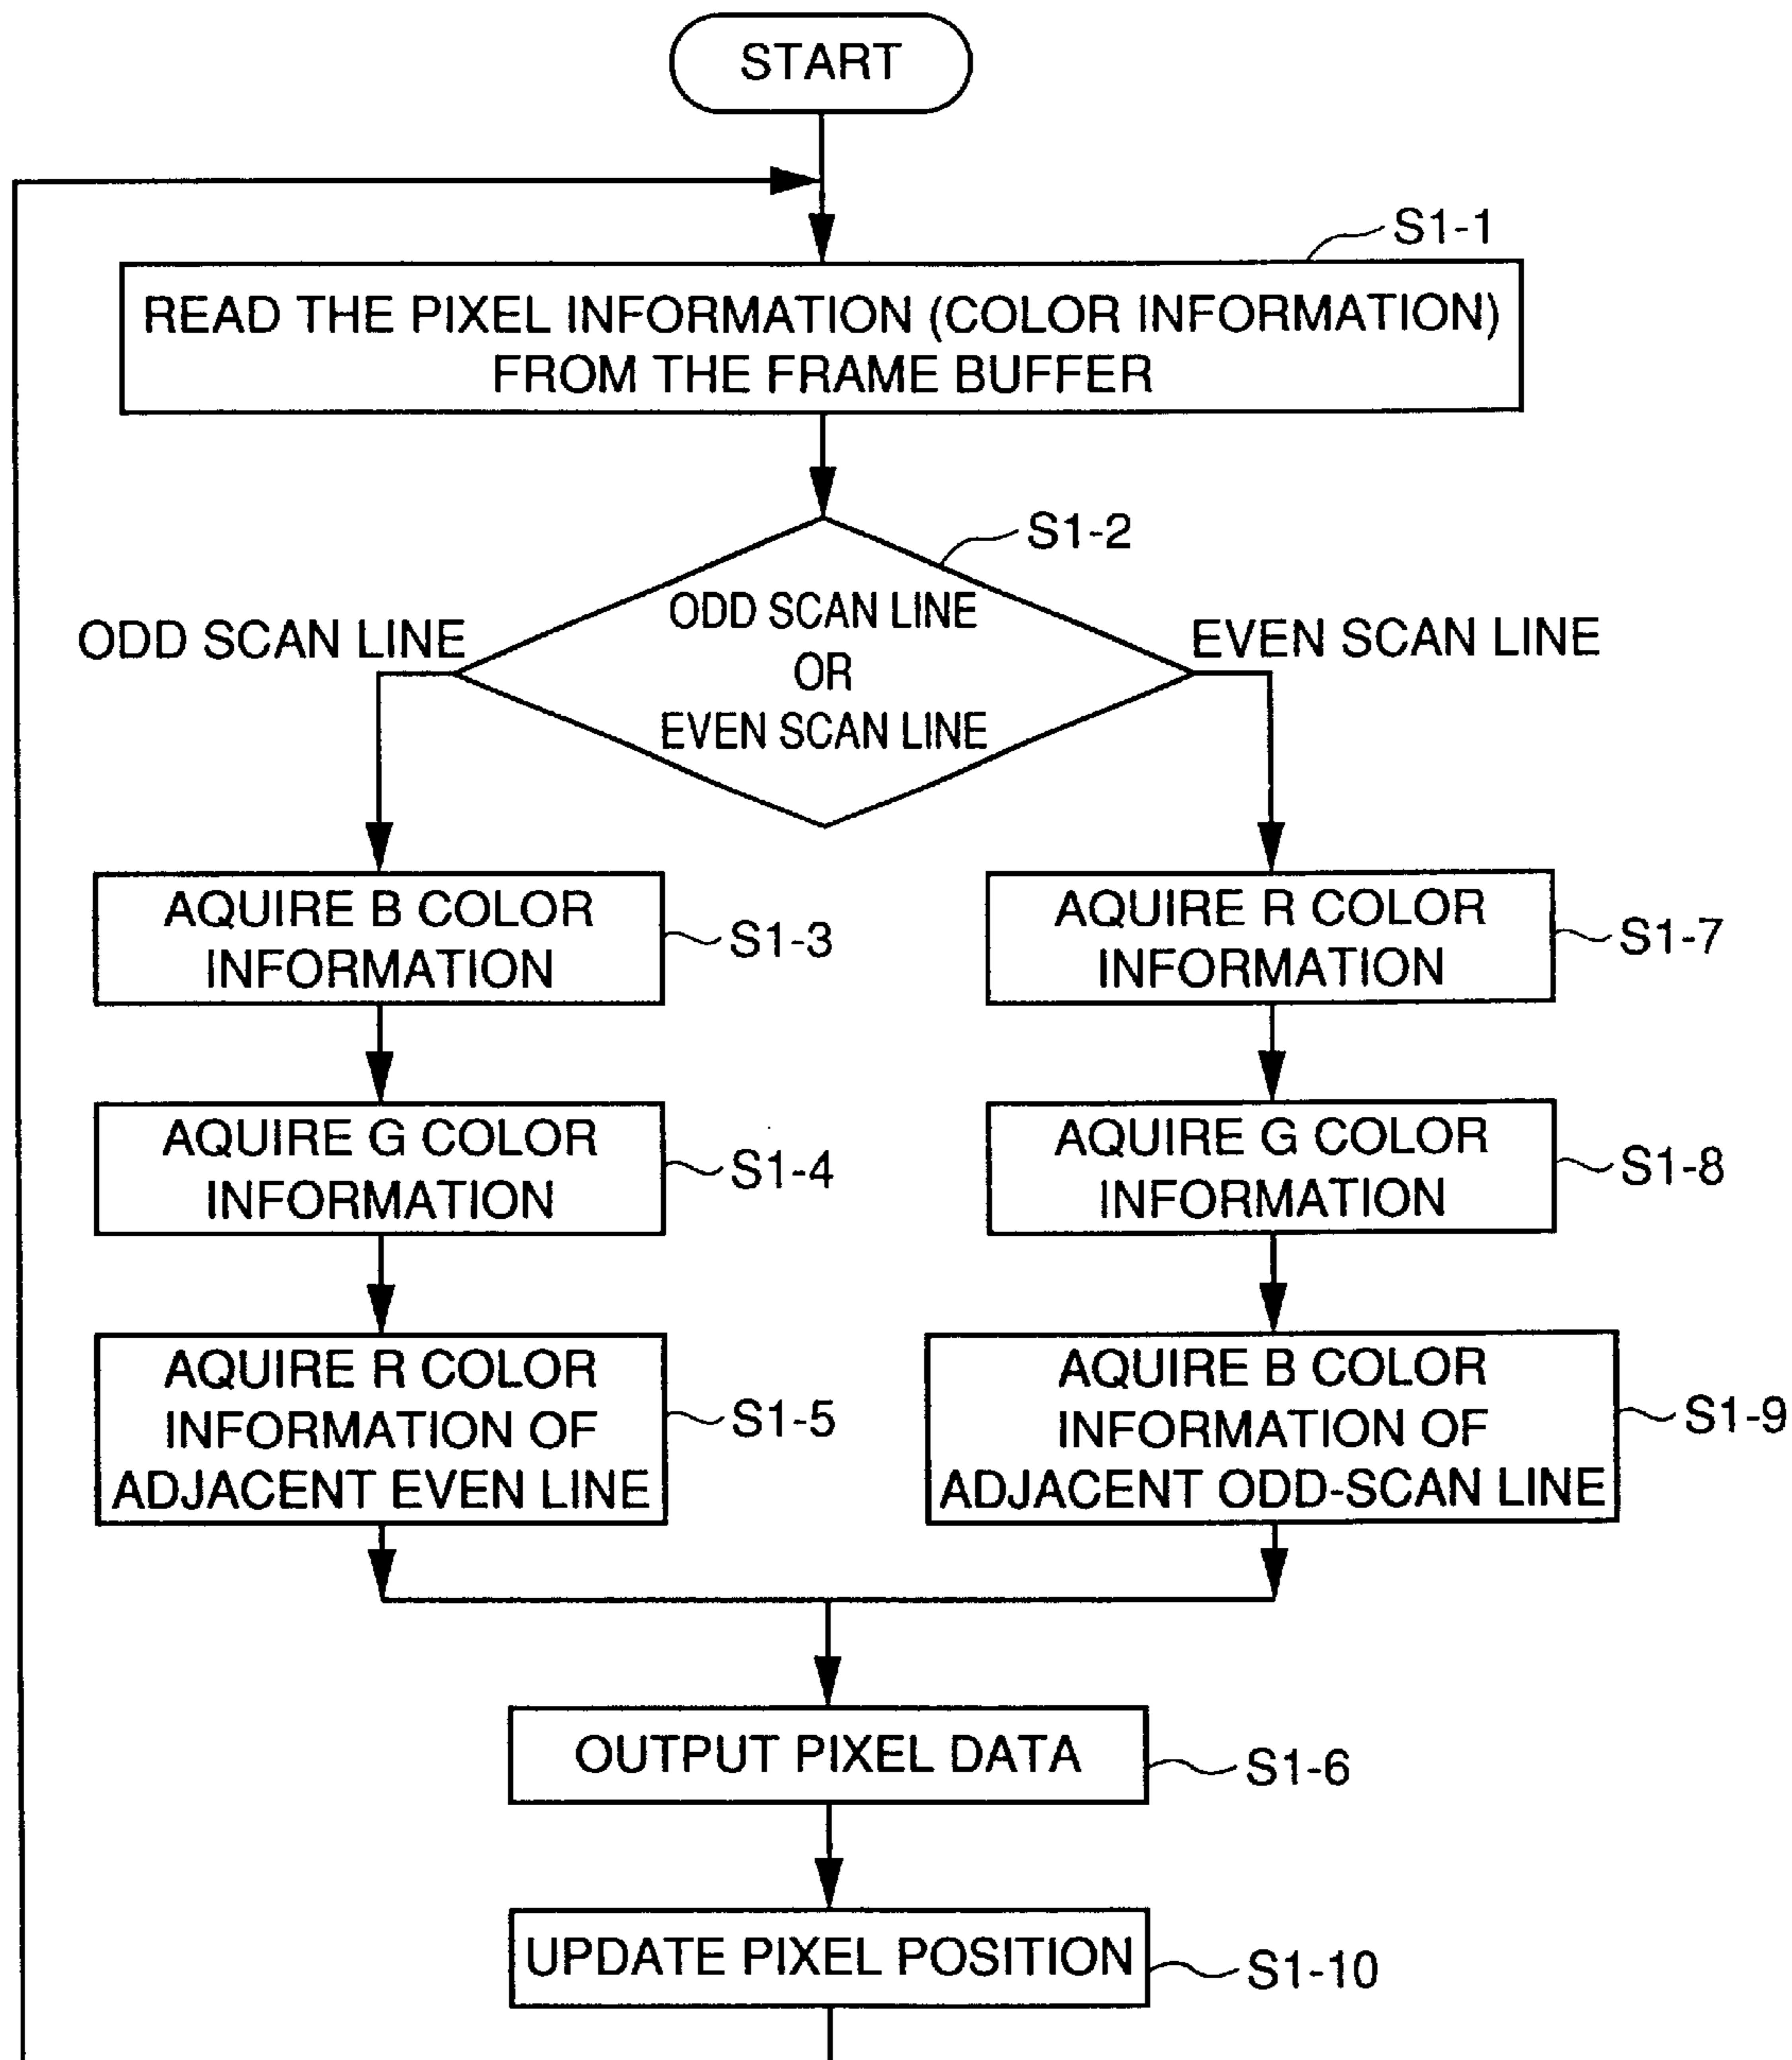 START
S1-1
READ THE PIXEL INFORMATION (COLOR INFORMATION)
FROM THE FRAME BUFFER
S1-2
ODD SCAN LINE
ODD SCAN LINE
OR
EVEN SCAN LINE
EVEN SCAN LINE
AQUIRE B COLOR
INFORMATION
S1-3
AQUIRE R COLOR
INFORMATION
S1-7
AQUIRE G COLOR
INFORMATION
S1-4
AQUIRE G COLOR
INFORMATION
S1-8
AQUIRE R COLOR
INFORMATION OF
ADJACENT EVEN LINE
S1-5
AQUIRE B COLOR
INFORMATION OF
ADJACENT ODD-SCAN LINE
S1-9
OUTPUT PIXEL DATA
S1-6
UPDATE PIXEL POSITION
S1-10